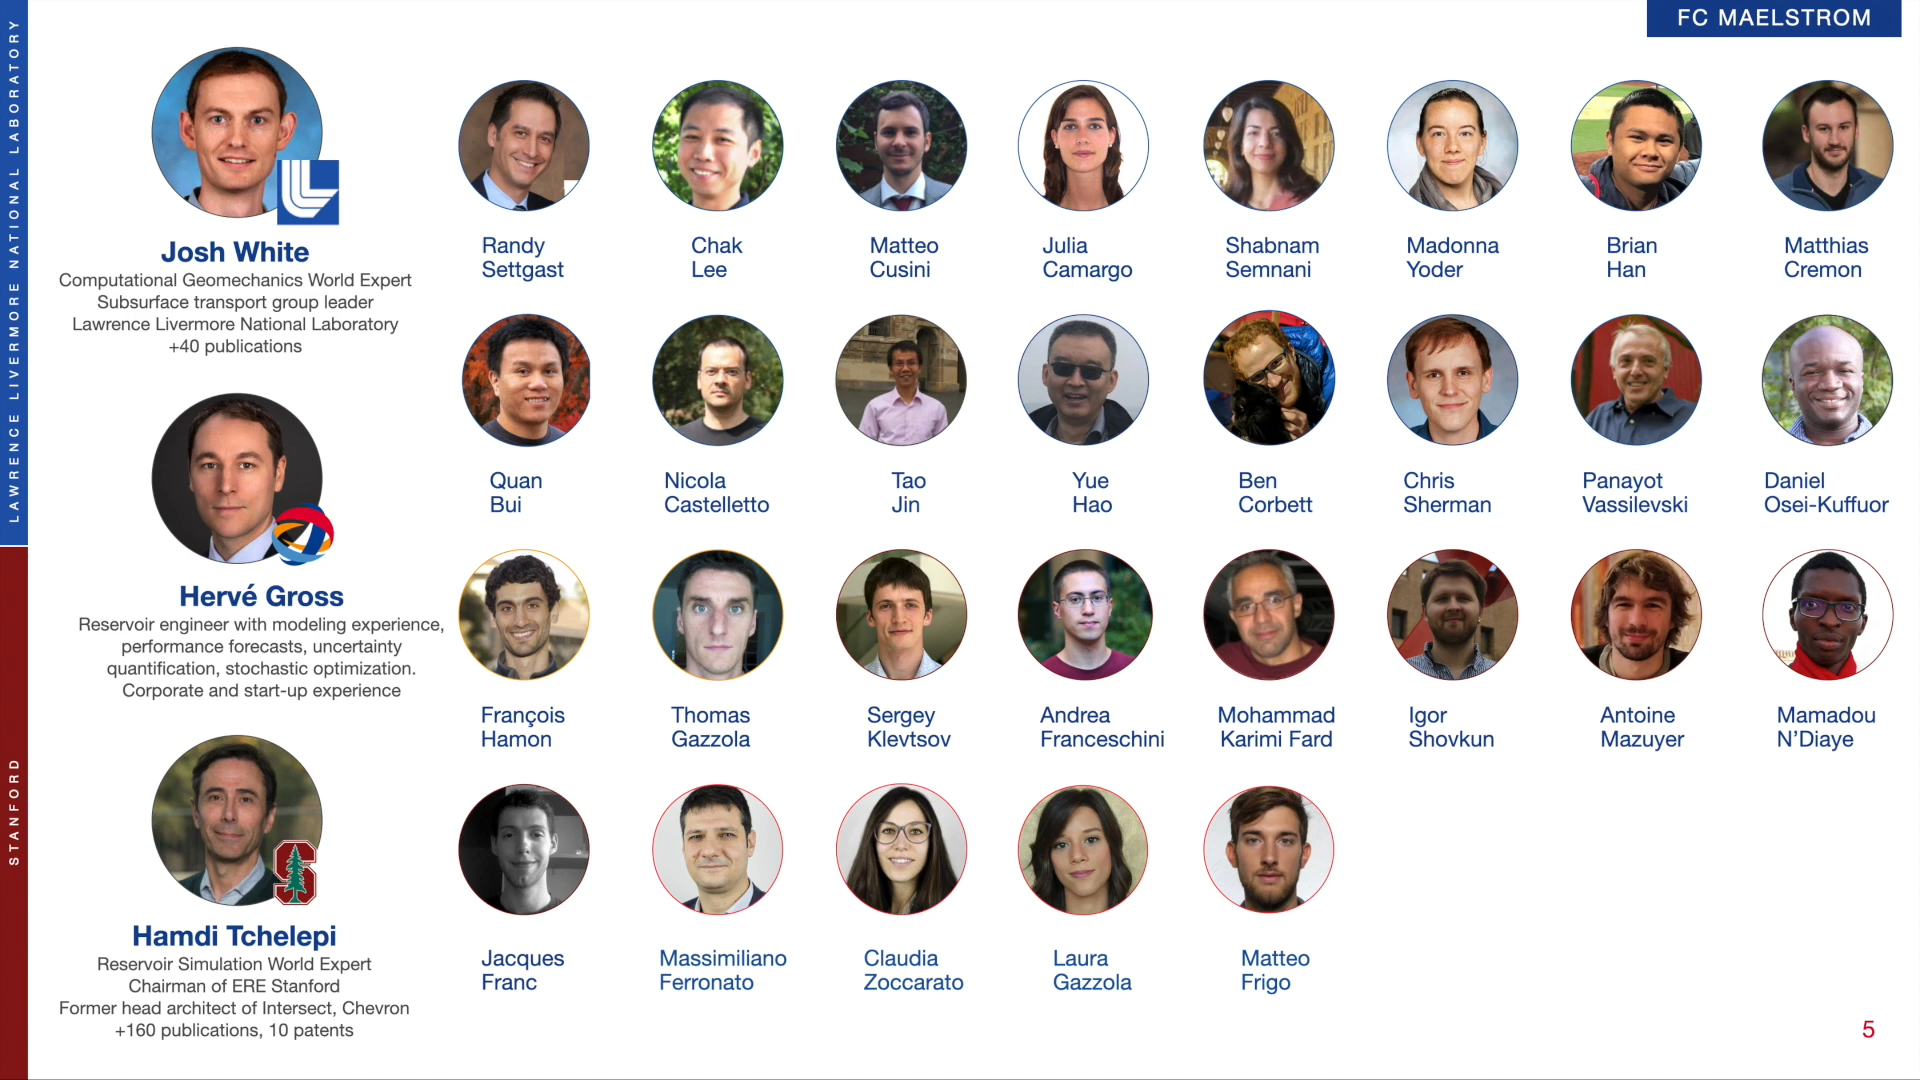 FC MAELSTROM
LAWRENCE LIVERMORE NATIONAL LABORATORY
STANFORD
Josh White
Computational Geomechanics World Expert
Subsurface transport group leader
Lawrence Livermore National Laboratory
+40 publications
Hervé Gross
Reservoir engineer with modeling experience,
performance forecasts, uncertainty
quantification, stochastic optimization.
Corporate and start-up experience
Hamdi Tchelepi
Reservoir Simulation World Expert
Chairman of ERE Stanford
Former head architect of Intersect, Chevron
+160 publications, 10 patents
Randy
Settgast
Chak
Lee
Matteo
Cusini
Julia
Camargo
Shabnam
Semnani
Madonna
Yoder
Brian
Han
Matthias
Cremon
Quan
Bui
Nicola
Castelletto
Tao
Jin
Yue
Hao
Ben
Corbett
Chris
Sherman
Panayot
Vassilevski
Daniel
Osei-Kuffuor
François
Hamon
Thomas
Gazzola
Sergey
Klevtsov
Andrea
Franceschini
Mohammad
Karimi Fard
Igor
Shovkun
Antoine
Mazuyer
Mamadou
N’Diaye
Jacques
Franc
Massimiliano
Ferronato
Claudia
Zoccarato
Laura
Gazzola
Matteo
Frigo
5